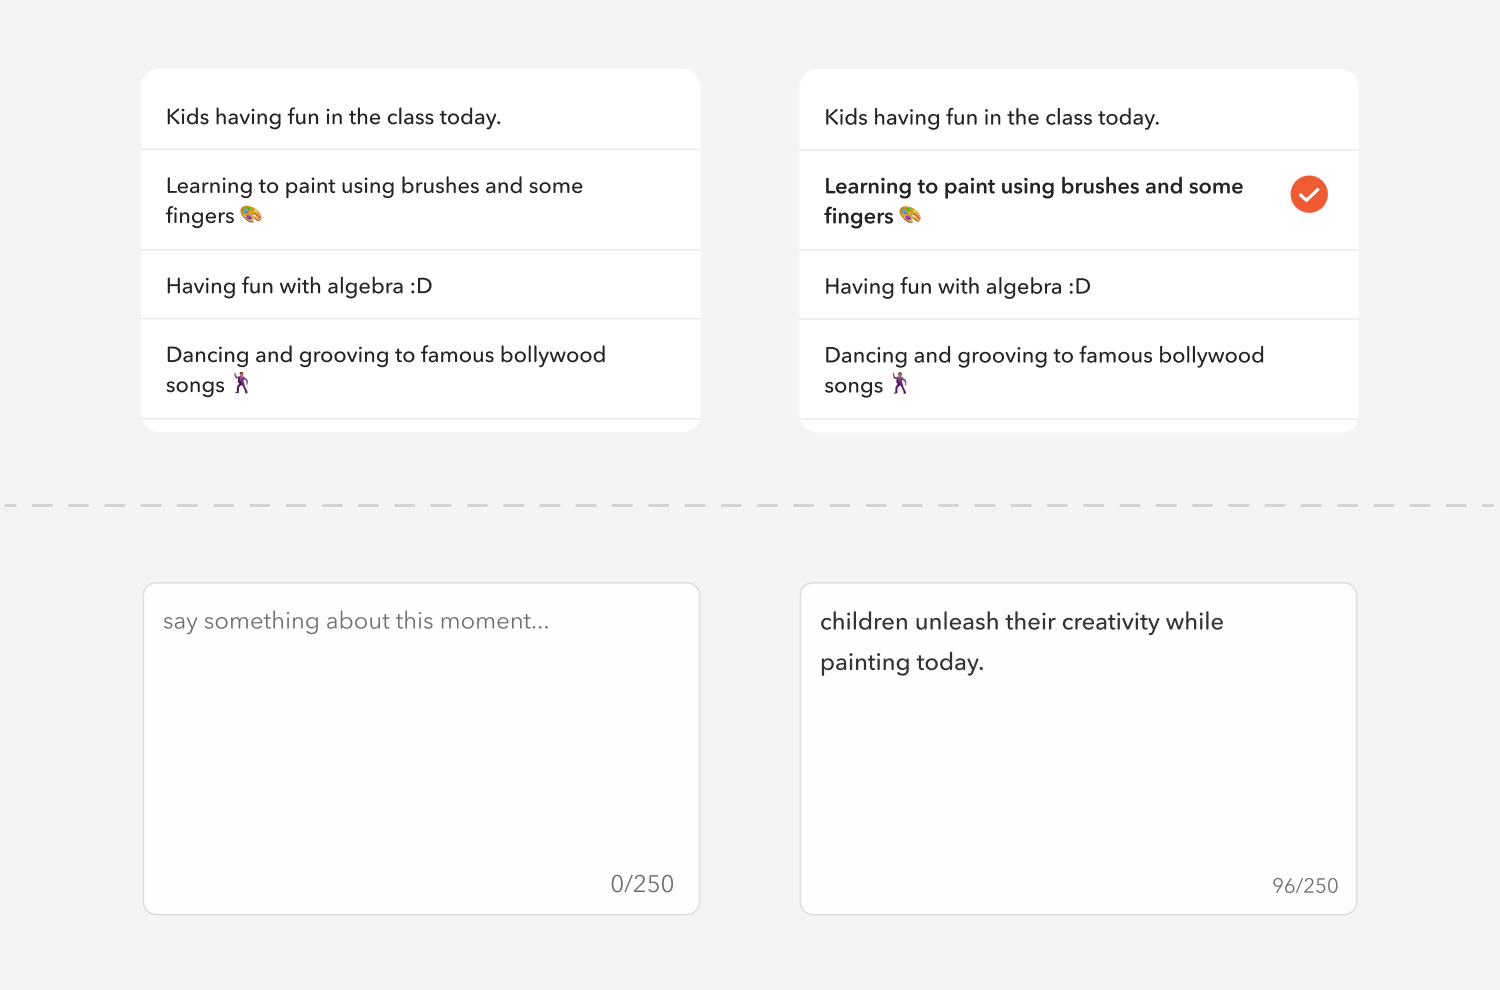 Kids having fun in the class today.
Learning to paint using brushes and some
fingers 🎨
Having fun with algebra :D
Dancing and grooving to famous bollywood
songs 🕺
Kids having fun in the class today.
Learning to paint using brushes and some
fingers 🎨
Having fun with algebra :D
Dancing and grooving to famous bollywood
songs 🕺
say something about this moment...
0/250
children unleash their creativity while
painting today.
96/250